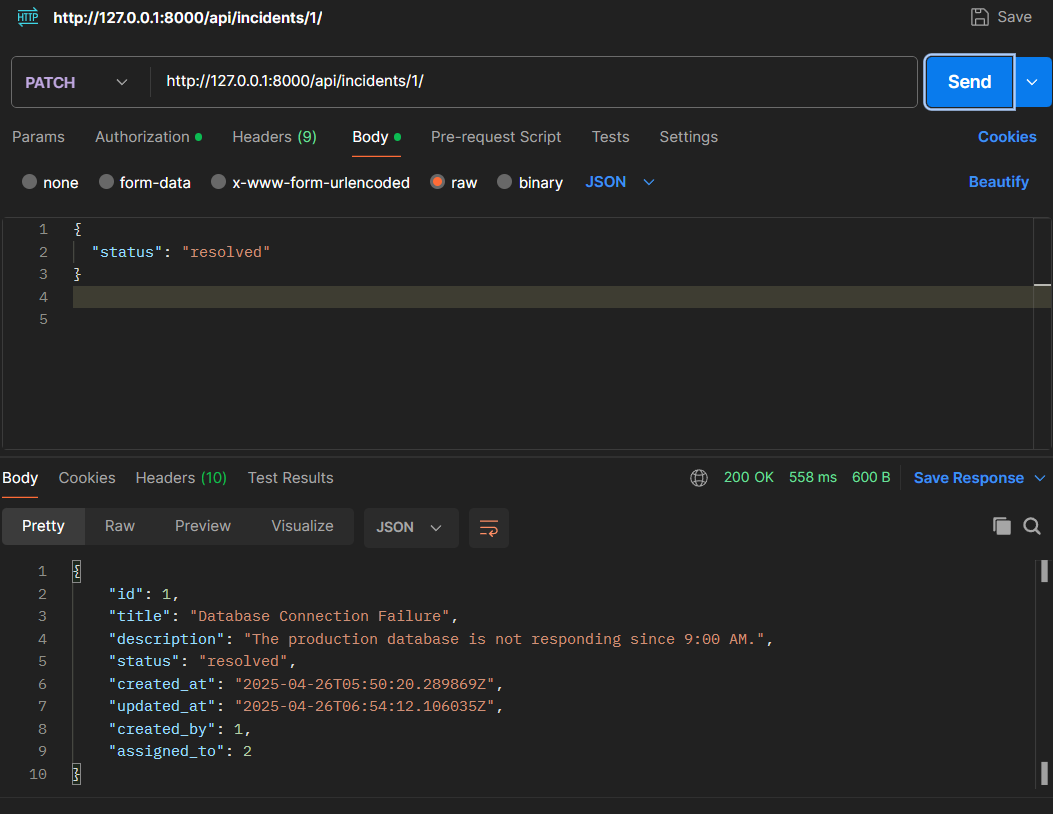 HTTP http://127.0.0.1:8000/api/incidents/1/ Save
PATCH http://127.0.0.1:8000/api/incidents/1/ Send
Params Authorization Headers (9) Body Pre-request Script Tests Settings Cookies
none form-data x-www-form-urlencoded raw binary JSON Beautify
1 {
2 "status": "resolved"
3 }
4
5
Body Cookies Headers (10) Test Results 200 OK 558 ms 600 B Save Response
Pretty Raw Preview Visualize JSON
1 {
2 "id": 1,
3 "title": "Database Connection Failure",
4 "description": "The production database is not responding since 9:00 AM.",
5 "status": "resolved",
6 "created_at": "2025-04-26T05:50:20.289869Z",
7 "updated_at": "2025-04-26T06:54:12.106035Z",
8 "created_by": 1,
9 "assigned_to": 2
10 }